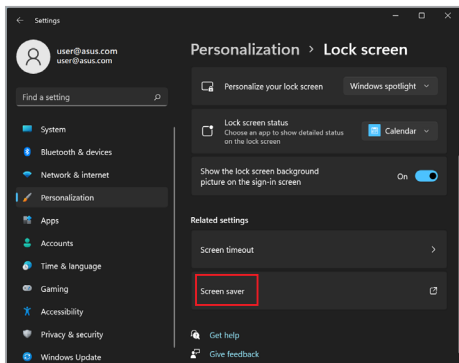 Settings
user@asus.com
user@asus.com
Find a setting
System
Bluetooth & devices
Network & internet
Personalization
Apps
Accounts
Time & language
Gaming
Accessibility
Privacy & security
Windows Update
Personalization > Lock screen
Personalize your lock screen
Windows spotlight
Lock screen status
Choose an app to show detailed status
on the lock screen
Calendar
Show the lock screen background
picture on the sign-in screen
On
Related settings
Screen timeout
Screen saver
Get help
Give feedback